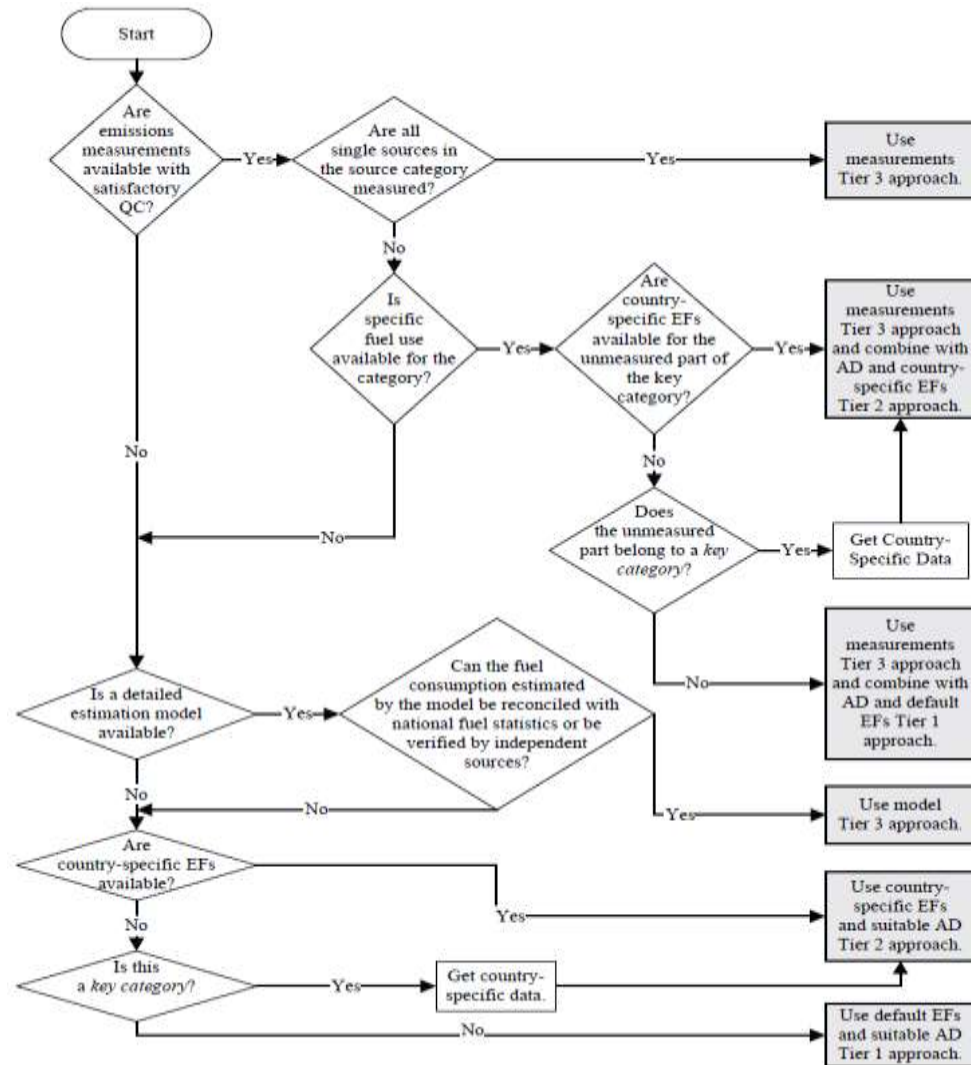 Start
Are
emissions
measurements
available with
satisfactory
QC?
Yes
Are all
single sources in
the source category
measured?
Yes
Use
measurements
Tier 3 approach.
No
No
Is
specific
fuel use
available for the
category?
Yes
Are
country-
specific EFs
available for the
unmeasured part of
the key
category?
Yes
Use
measurements
Tier 3 approach
and combine with
AD and country-
specific EFs
Tier 2 approach.
No
No
Does
the unmeasured
part belong to a key
category?
Yes
Get Country-
Specific Data
No
Use
measurements
Tier 3 approach
and combine with
AD and default
EFs Tier 1
approach.
Is a detailed
estimation model
available?
Yes
Can the fuel
consumption estimated
by the model be reconciled with
national fuel statistics or be
verified by independent
sources?
No
No
Yes
Use model
Tier 3 approach.
Are
country-specific EFs
available?
Yes
Use country-
specific EFs
and suitable AD
Tier 2 approach.
No
Is this
a key category?
Yes
Get country-
specific data.
No
Use default EFs
and suitable AD
Tier 1 approach.